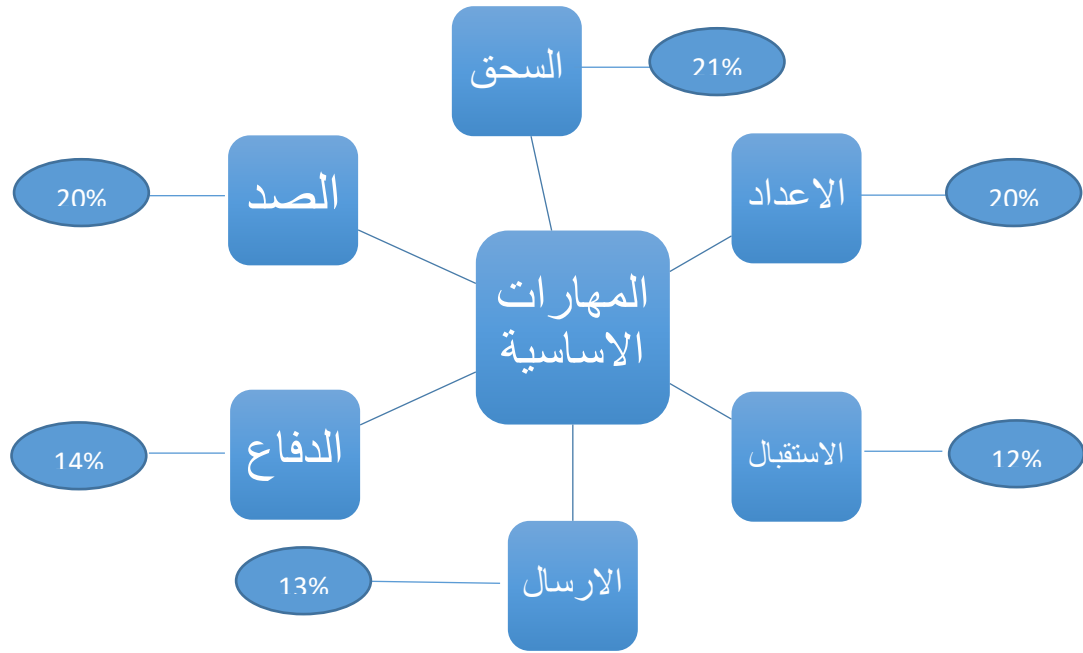 السحق
21%
الصد
20%
الاعداد
20%
المهارات
الاساسية
الدفاع
14%
الاستقبال
12%
الارسال
13%